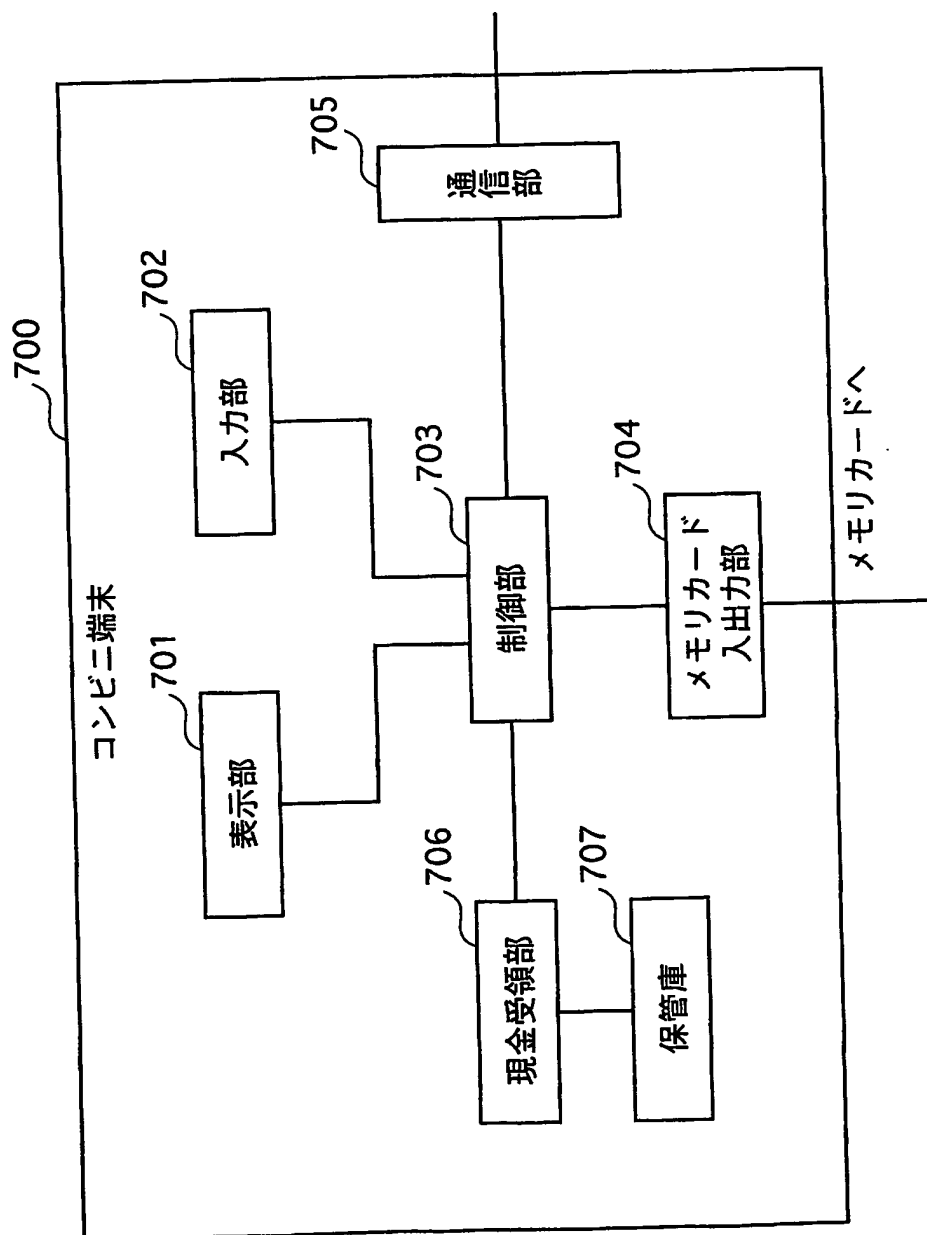 700
コンビニ端末
701
表示部
702
入力部
703
制御部
705
通信部
706
現金受領部
707
保管庫
704
メモリカード
入出力部
メモリカードへ